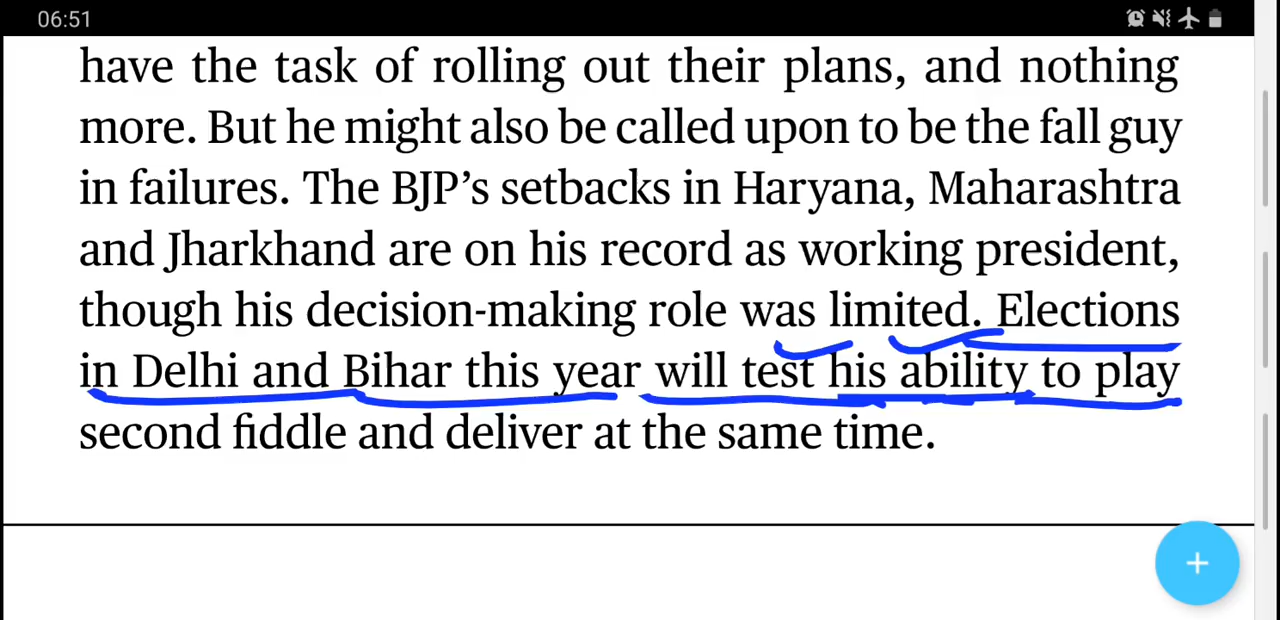 06:51
have the task of rolling out their plans, and nothing
more. But he might also be called upon to be the fall guy
in failures. The BJP’s setbacks in Haryana, Maharashtra
and Jharkhand are on his record as working president,
though his decision-making role was limited. Elections
in Delhi and Bihar this year will test his ability to play
second fiddle and deliver at the same time.
+